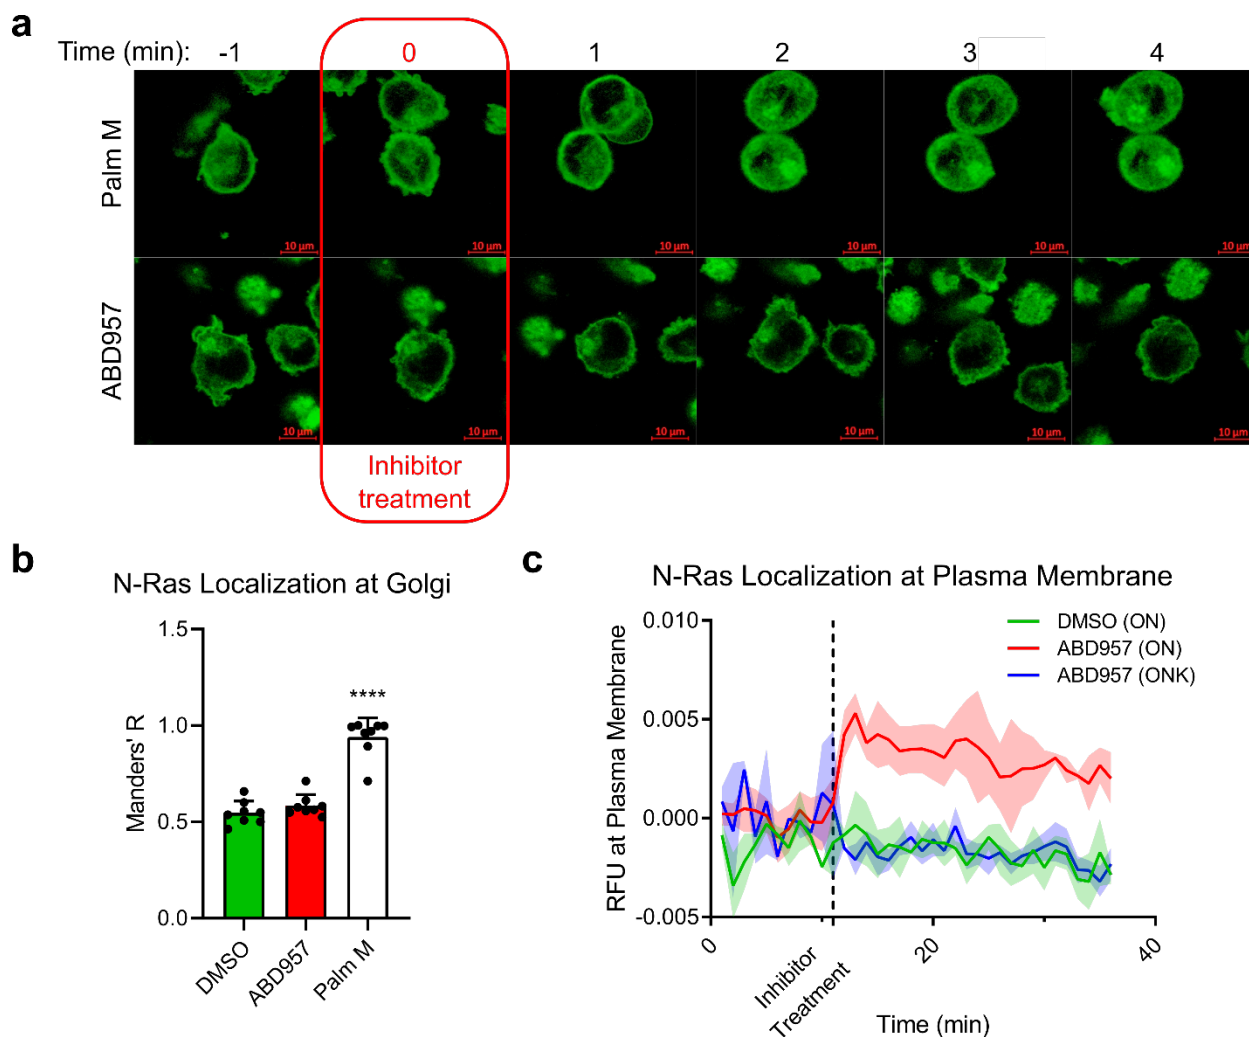 a
Time (min): -1 0 1 2 3 4
Palm M
10 µm 10 µm 10 µm 10 µm 10 µm 10 µm
ABD957
10 µm 10 µm 10 µm 10 µm 10 µm 10 µm
Inhibitor
treatment
b
N-Ras Localization at Golgi
Manders' R
1.5
1.0
0.5
0.0
****
DMSO
ABD957
Palm M
c
N-Ras Localization at Plasma Membrane
RFU at Plasma Membrane
0.010
0.005
0.000
-0.005
DMSO (ON)
ABD957 (ON)
ABD957 (ONK)
0 20 40
Inhibitor
Treatment
Time (min)